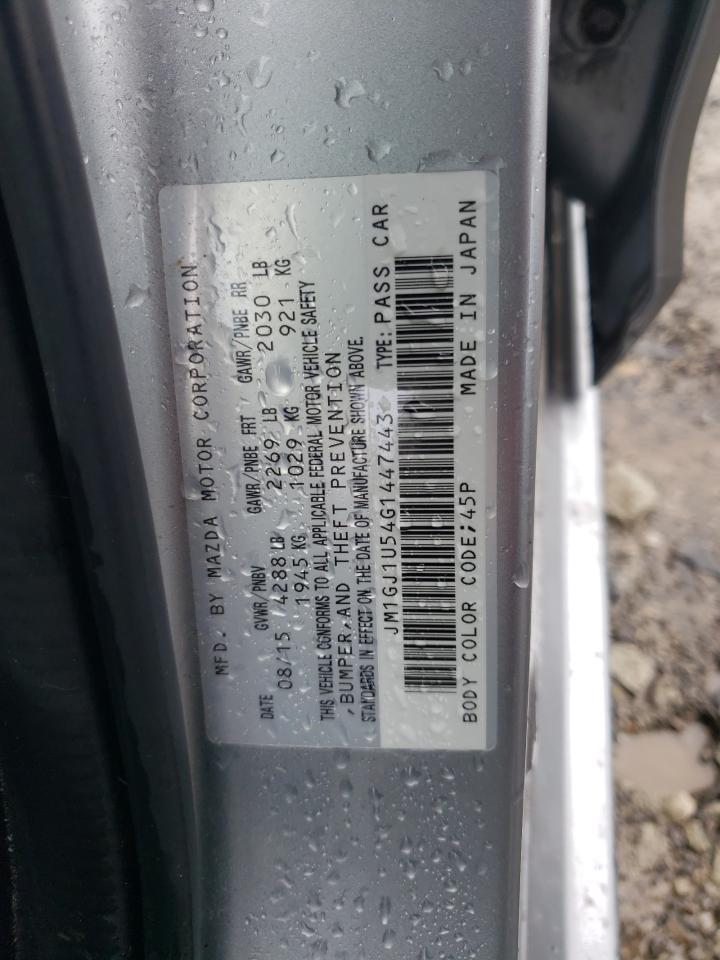 MFD. BY MAZDA MOTOR CORPORATION
DATE GVWR/PNBV GAWR/PNBE FRT GAWR/PNBE RR
08/15 4288 LB 2269 LB 2030 LB
1945 KG 1029 KG 921 KG
THIS VEHICLE CONFORMS TO ALL APPLICABLE FEDERAL MOTOR VEHICLE SAFETY
,BUMPER,AND THEFT PREVENTION
STANDARDS IN EFFECT ON THE DATE OF MANUFACTURE SHOWN ABOVE.
JM1GJ1U54G1447443 TYPE: PASS CAR
BODY COLOR CODE;45P MADE IN JAPAN